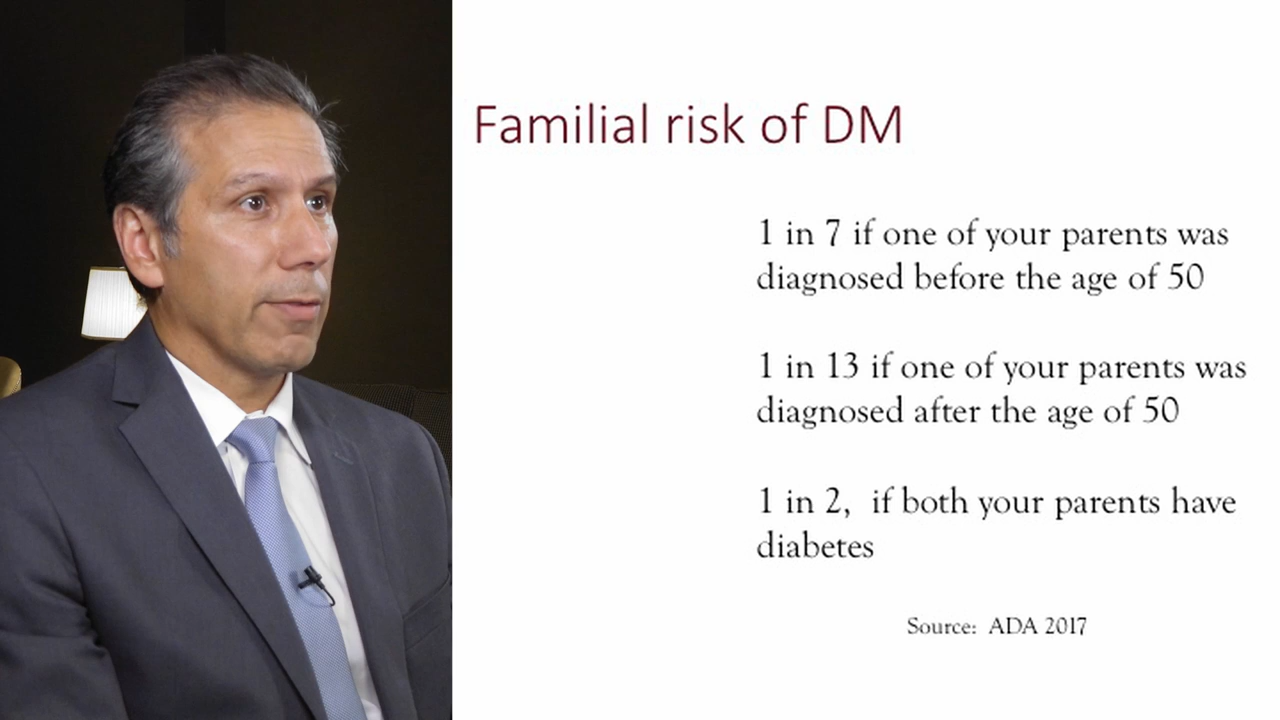 Familial risk of DM
1 in 7 if one of your parents was
diagnosed before the age of 50
1 in 13 if one of your parents was
diagnosed after the age of 50
1 in 2,  if both your parents have
diabetes
Source:  ADA 2017